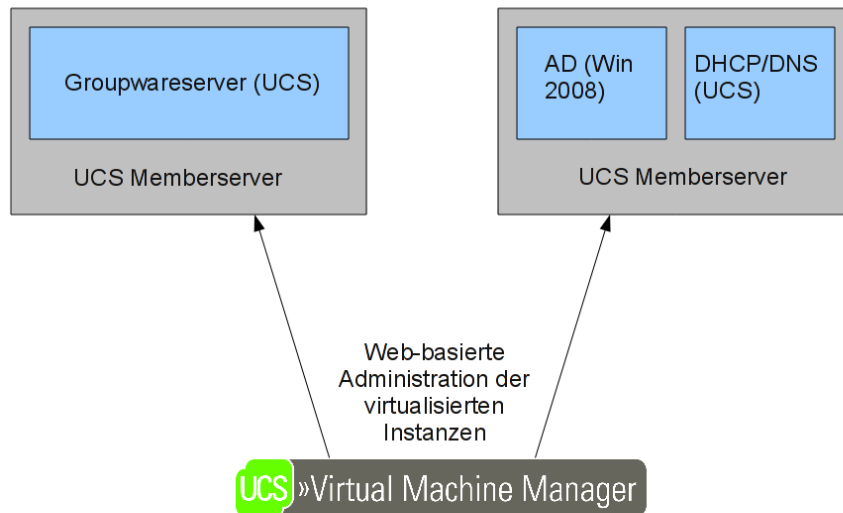 Groupwareserver (UCS)
UCS Memberserver
AD (Win
2008)
DHCP/DNS
(UCS)
UCS Memberserver
Web-basierte
Administration der
virtualisierten
Instanzen
UCS »Virtual Machine Manager